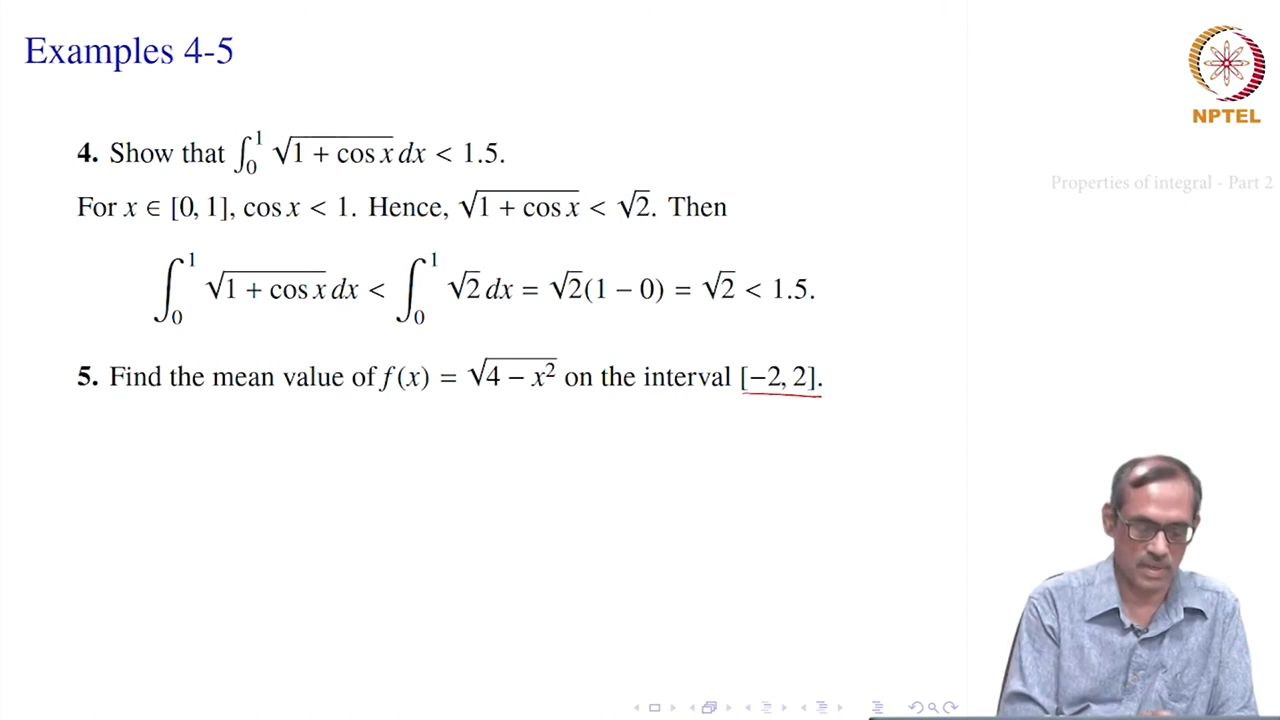 Examples 4-5
NPTEL
4. Show that ∫₀¹ √(1 + cos x) dx < 1.5.
Properties of integral - Part 2
For x ∈ [0, 1], cos x < 1. Hence, √(1 + cos x) < √2. Then
∫₀¹ √(1 + cos x) dx < ∫₀¹ √2 dx = √2(1 − 0) = √2 < 1.5.
5. Find the mean value of f(x) = √(4 − x²) on the interval [−2, 2].